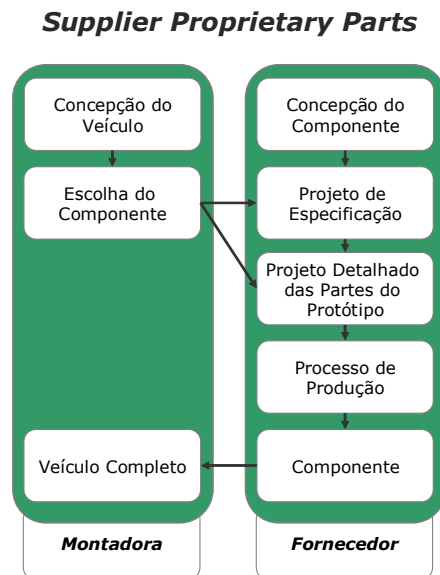 Supplier Proprietary Parts
Concepção do
Veículo
Escolha do
Componente
Veículo Completo
Montadora
Concepção do
Componente
Projeto de
Especificação
Projeto Detalhado
das Partes do
Protótipo
Processo de
Produção
Componente
Fornecedor